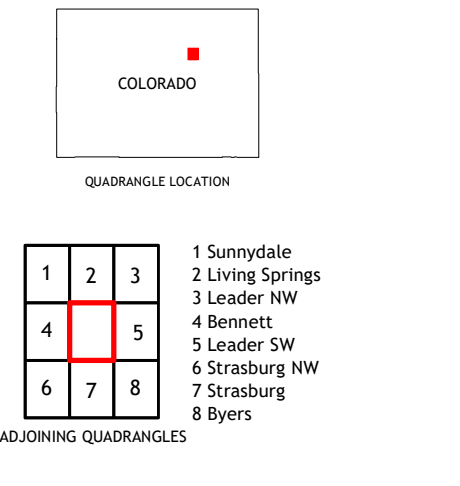 COLORADO
QUADRANGLE LOCATION
1 2 3
4 5
6 7 8
1 Sunnydale
2 Living Springs
3 Leader NW
4 Bennett
5 Leader SW
6 Strasburg NW
7 Strasburg
8 Byers
ADJOINING QUADRANGLES